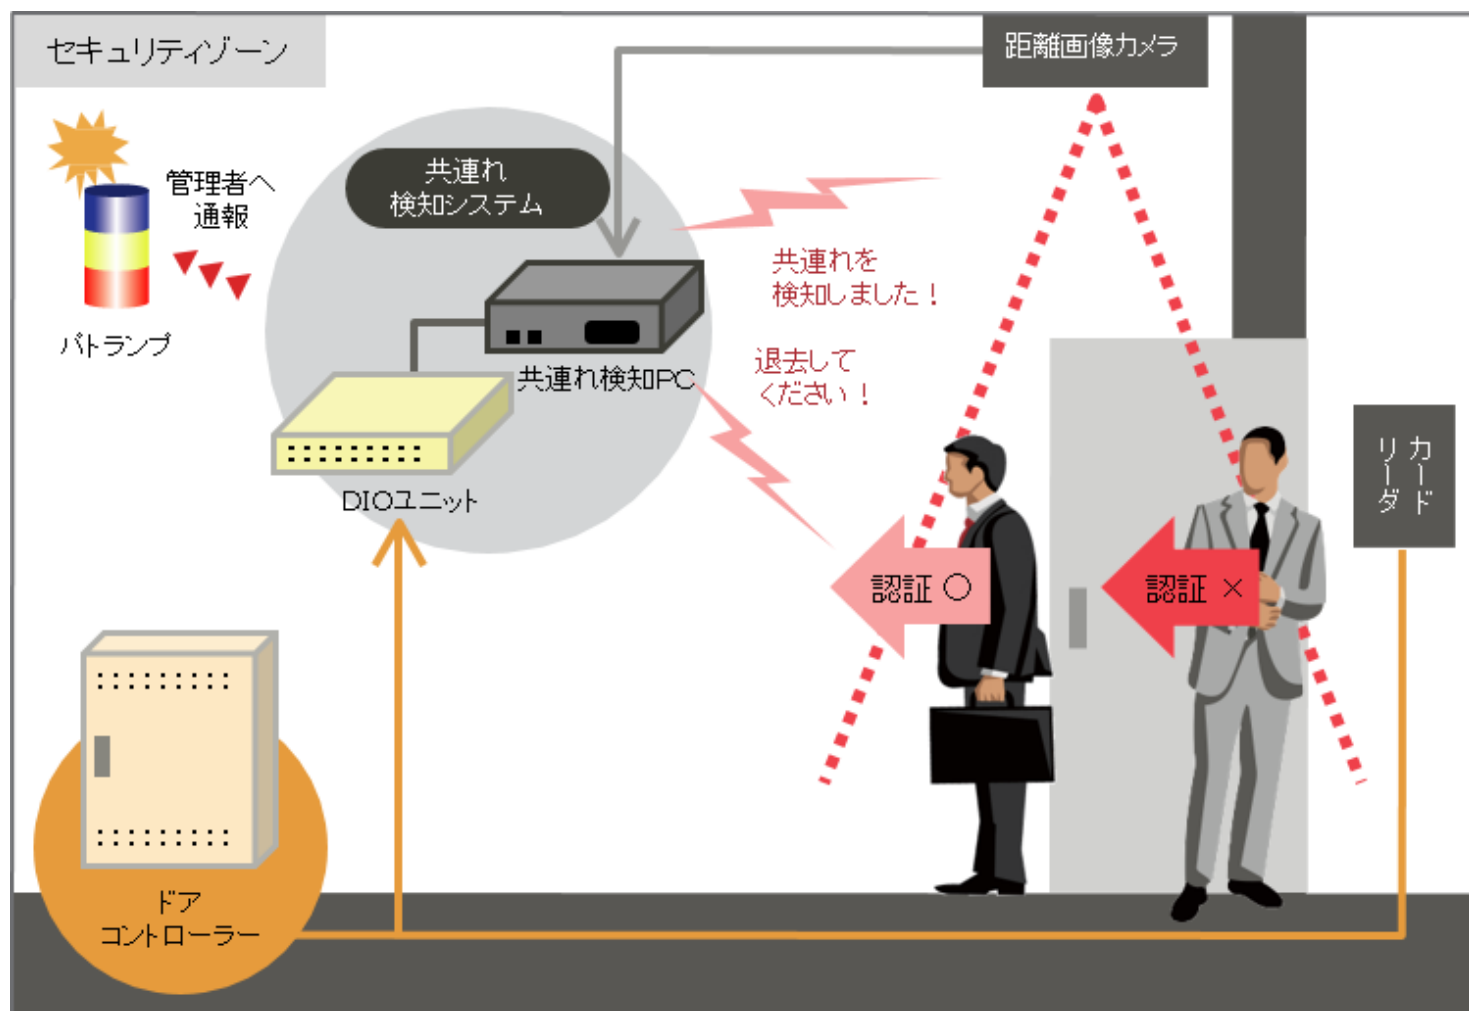 セキュリティゾーン
距離画像カメラ
共連れ
検知システム
管理者へ
通報
パトランプ
共連れを
検知しました！
退去して
ください！
共連れ検知PC
DIOユニット
カード
リーダ
認証 ○
認証 ×
ドア
コントローラー